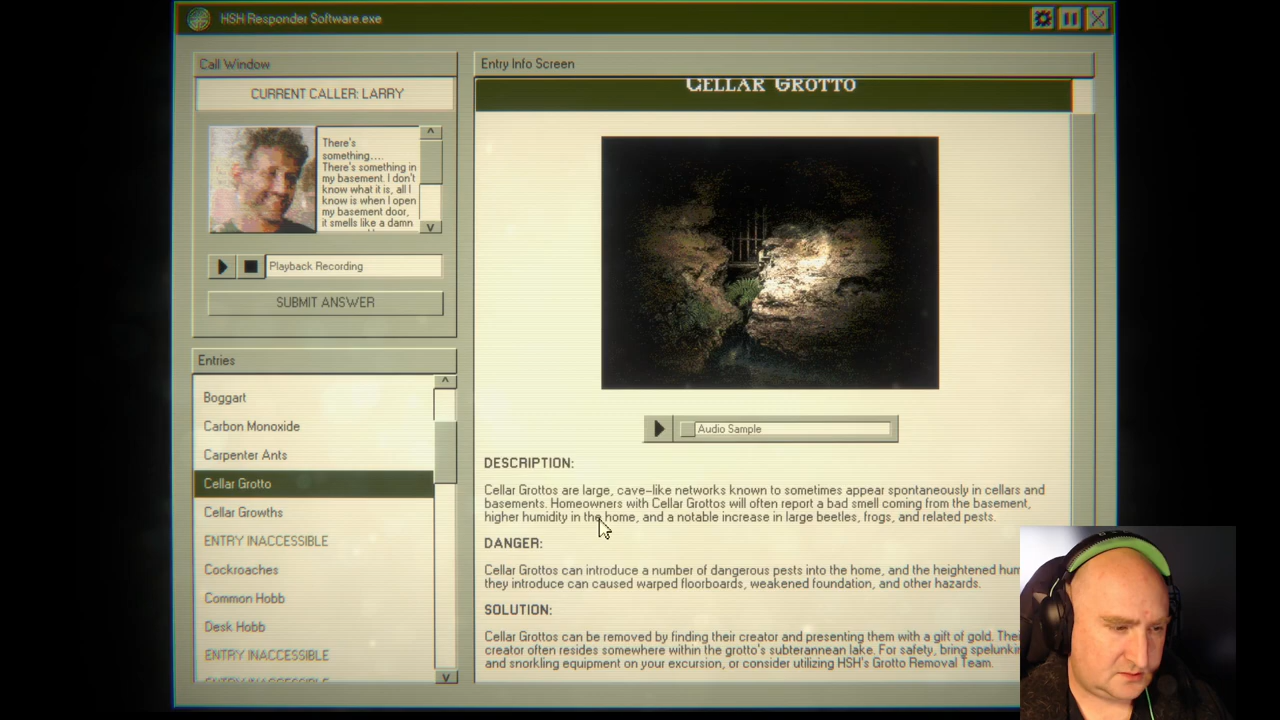 HSH Responder Software.exe
Call Window
CURRENT CALLER: LARRY
There's
something....
There's something in
my basement. I don't
know what it is, all I
know is when I open
my basement door,
it smells like a damn
Playback Recording
SUBMIT ANSWER
Entries
Boggart
Carbon Monoxide
Carpenter Ants
Cellar Grotto
Cellar Growths
ENTRY INACCESSIBLE
Cockroaches
Common Hobb
Desk Hobb
ENTRY INACCESSIBLE
ENTRY INACCESSIBLE
Entry Info Screen
CELLAR GROTTO
Audio Sample
DESCRIPTION:
Cellar Grottos are large, cave-like networks known to sometimes appear spontaneously in cellars and
basements. Homeowners with Cellar Grottos will often report a bad smell coming from the basement,
higher humidity in the home, and a notable increase in large beetles, frogs, and related pests.
DANGER:
Cellar Grottos can introduce a number of dangerous pests into the home, and the heightened
they introduce can caused warped floorboards, weakened foundation, and other hazards.
SOLUTION:
Cellar Grottos can be removed by finding their creator and presenting them with a gift of gold.
creator often resides somewhere within the grotto's subterannean lake. For safety, bring
and snorkling equipment on your excursion, or consider utilizing HSH's Grotto Removal Team.